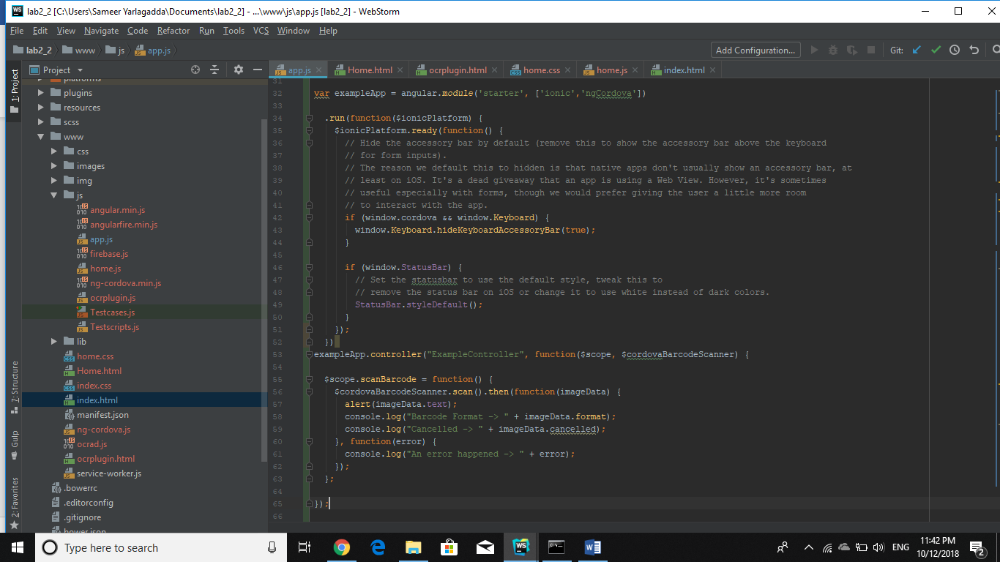 lab2_2 [C:\Users\Sameer Yarlagadda\Documents\lab2_2] - ...\www\js\app.js [lab2_2] - WebStorm
File Edit View Navigate Code Refactor Run Tools VCS Window Help
lab2_2 www js app.js Add Configuration... Git:
1: Project
7: Structure
Gulp
2: Favorites
Project
platforms
plugins
resources
scss
www
css
images
img
js
angular.min.js
angularfire.min.js
app.js
firebase.js
home.js
ng-cordova.min.js
ocrplugin.js
Testcases.js
Testscripts.js
lib
home.css
Home.html
index.css
index.html
manifest.json
ng-cordova.js
ocrad.js
ocrplugin.html
service-worker.js
.bowerrc
.editorconfig
.gitignore
bower.json
app.js Home.html ocrplugin.html home.css home.js index.html
31
32 var exampleApp = angular.module('starter', ['ionic','ngCordova'])
33
34 .run(function($ionicPlatform) {
35 $ionicPlatform.ready(function() {
36 // Hide the accessory bar by default (remove this to show the accessory bar above the keyboard
37 // for form inputs).
38 // The reason we default this to hidden is that native apps don't usually show an accessory bar, at
39 // least on iOS. It's a dead giveaway that an app is using a Web View. However, it's sometimes
40 // useful especially with forms, though we would prefer giving the user a little more room
41 // to interact with the app.
42 if (window.cordova && window.Keyboard) {
43 window.Keyboard.hideKeyboardAccessoryBar(true);
44 }
45
46 if (window.StatusBar) {
47 // Set the statusbar to use the default style, tweak this to
48 // remove the status bar on iOS or change it to use white instead of dark colors.
49 StatusBar.styleDefault();
50 }
51 });
52 })
53 exampleApp.controller("ExampleController", function($scope, $cordovaBarcodeScanner) {
54
55 $scope.scanBarcode = function() {
56 $cordovaBarcodeScanner.scan().then(function(imageData) {
57 alert(imageData.text);
58 console.log("Barcode Format -> " + imageData.format);
59 console.log("Cancelled -> " + imageData.cancelled);
60 }, function(error) {
61 console.log("An error happened -> " + error);
62 });
63 };
64
65 });
66
Type here to search
ENG
11:42 PM
10/12/2018
2